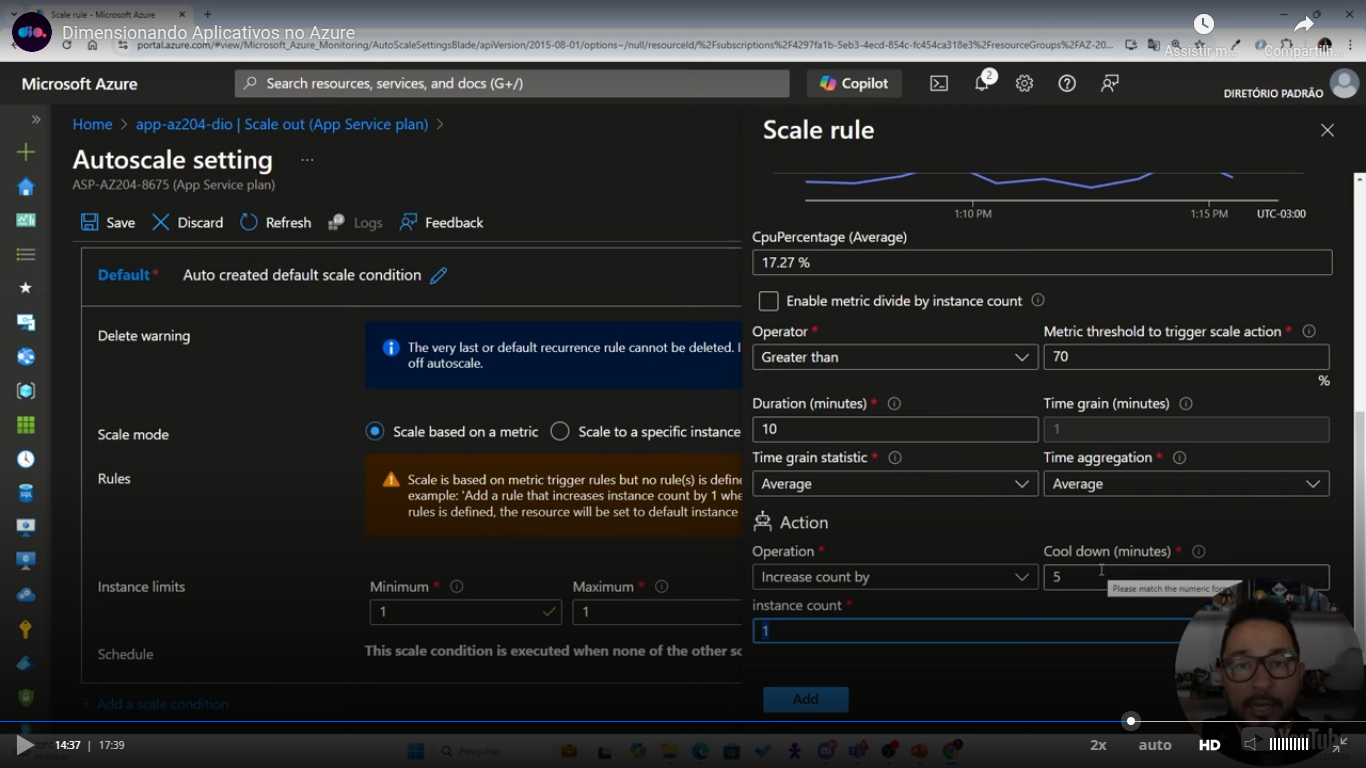 Scale rule - Microsoft Azure
dio.
Dimensionando Aplicativos no Azure
portal.azure.com/#view/Microsoft_Azure_Monitoring/AutoScaleSettingsBlade/apiVersion/2015-08-01/options~/null/resourceId/%2Fsubscriptions%2F4297fa1b-5eb3-4ecd-854c-fc454ca318e3%2FresourceGroups%2FAZ-20...
Assistir m...
Compartilh...
Microsoft Azure
Search resources, services, and docs (G+/)
Copilot
2
DIRETÓRIO PADRÃO
Home > app-az204-dio | Scale out (App Service plan) >
Autoscale setting
...
ASP-AZ204-8675 (App Service plan)
Save
Discard
Refresh
Logs
Feedback
Default *
Auto created default scale condition
Delete warning
The very last or default recurrence rule cannot be deleted. I
off autoscale.
Scale mode
Scale based on a metric
Scale to a specific instance
Rules
Scale is based on metric trigger rules but no rule(s) is define
example: 'Add a rule that increases instance count by 1 whe
rules is defined, the resource will be set to default instance
Instance limits
Minimum *
Maximum *
1
1
Schedule
This scale condition is executed when none of the other sc
+ Add a scale condition
Scale rule
1:10 PM
1:15 PM
UTC-03:00
CpuPercentage (Average)
17.27 %
Enable metric divide by instance count
Operator *
Metric threshold to trigger scale action *
Greater than
70
%
Duration (minutes) *
Time grain (minutes)
10
1
Time grain statistic *
Time aggregation *
Average
Average
Action
Operation *
Cool down (minutes) *
Increase count by
5
Please match the numeric for
instance count *
1
Add
14:37 | 17:39
Pesquisar
2x
auto
HD
YouTube